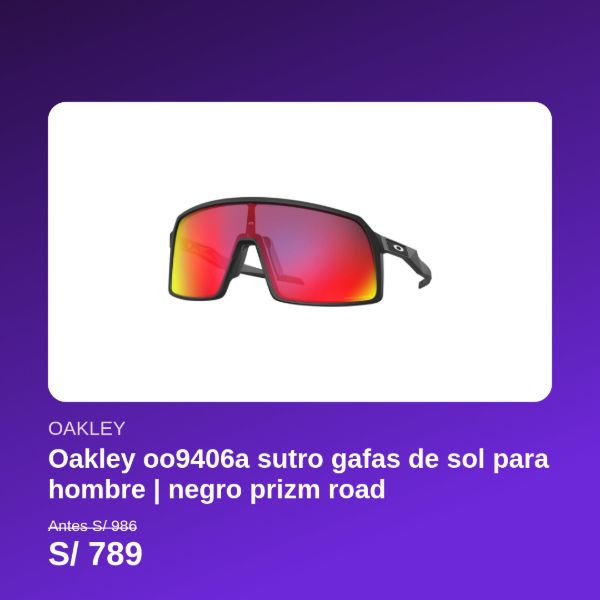 OAKLEY
Oakley oo9406a sutro gafas de sol para
hombre | negro prizm road
Antes S/ 986
S/ 789